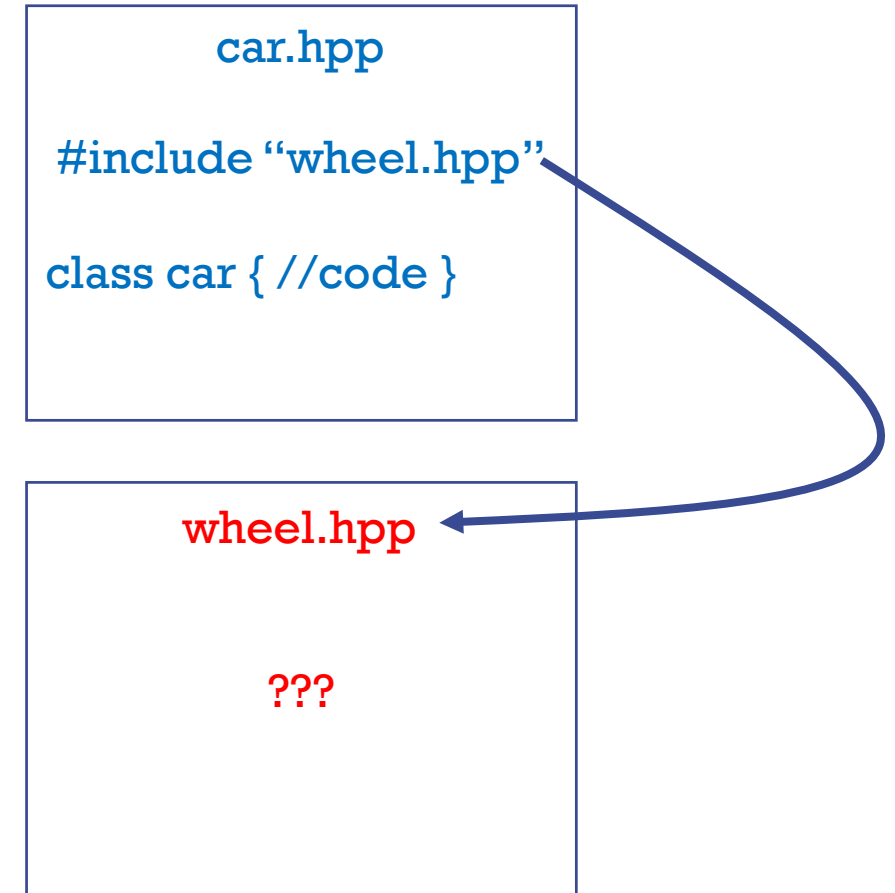 car.hpp
#include “wheel.hpp”
class car { //code }
wheel.hpp
???